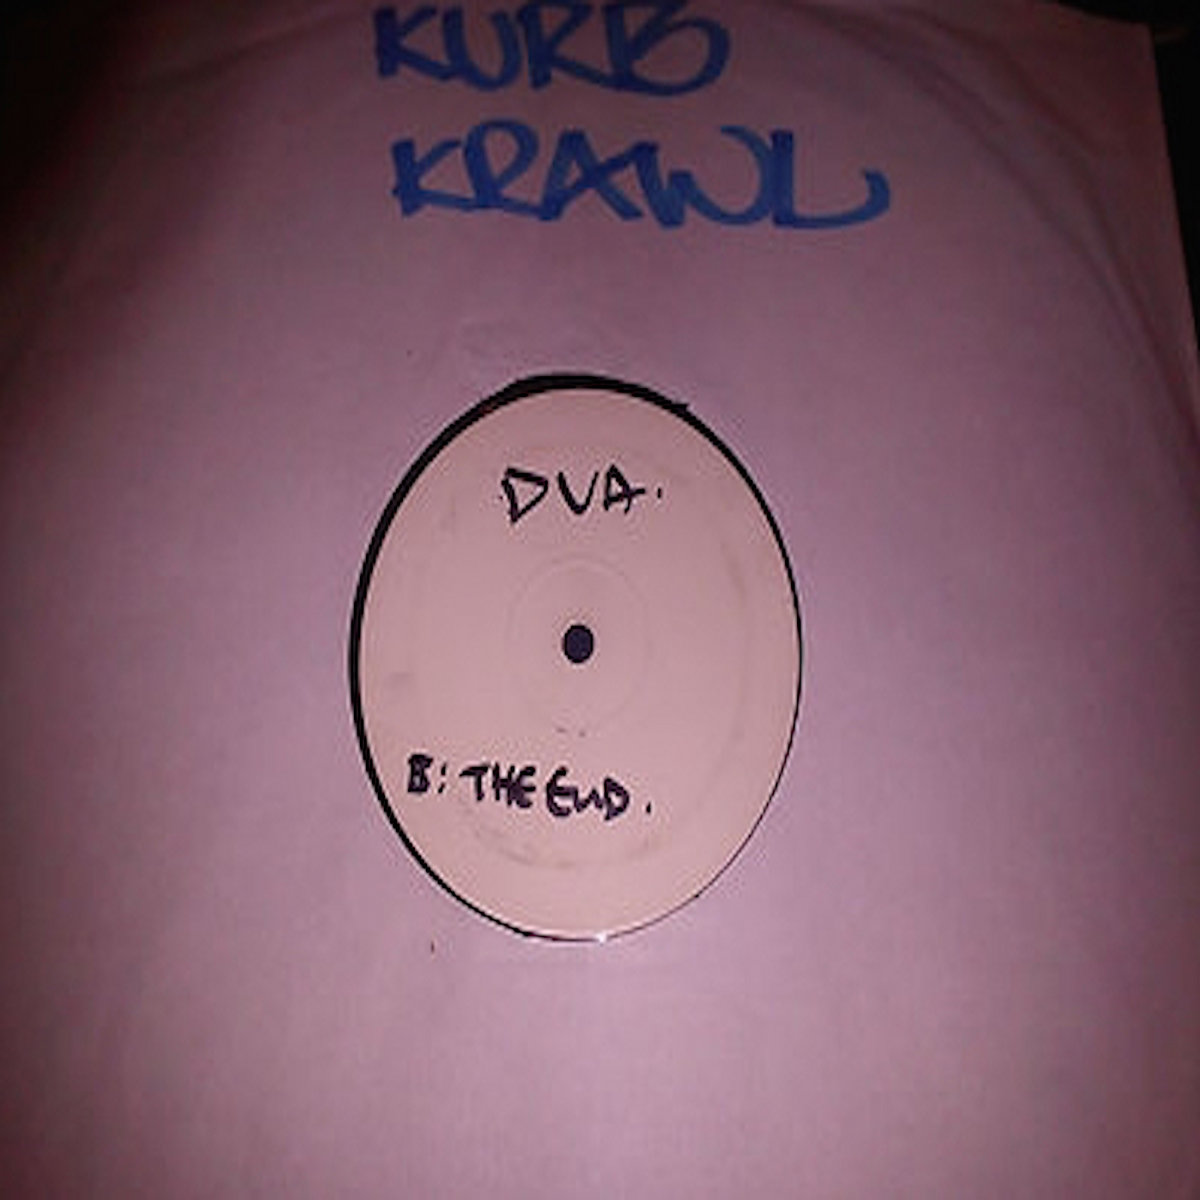 KURB
KRAWL
DVA.
B: THE END.